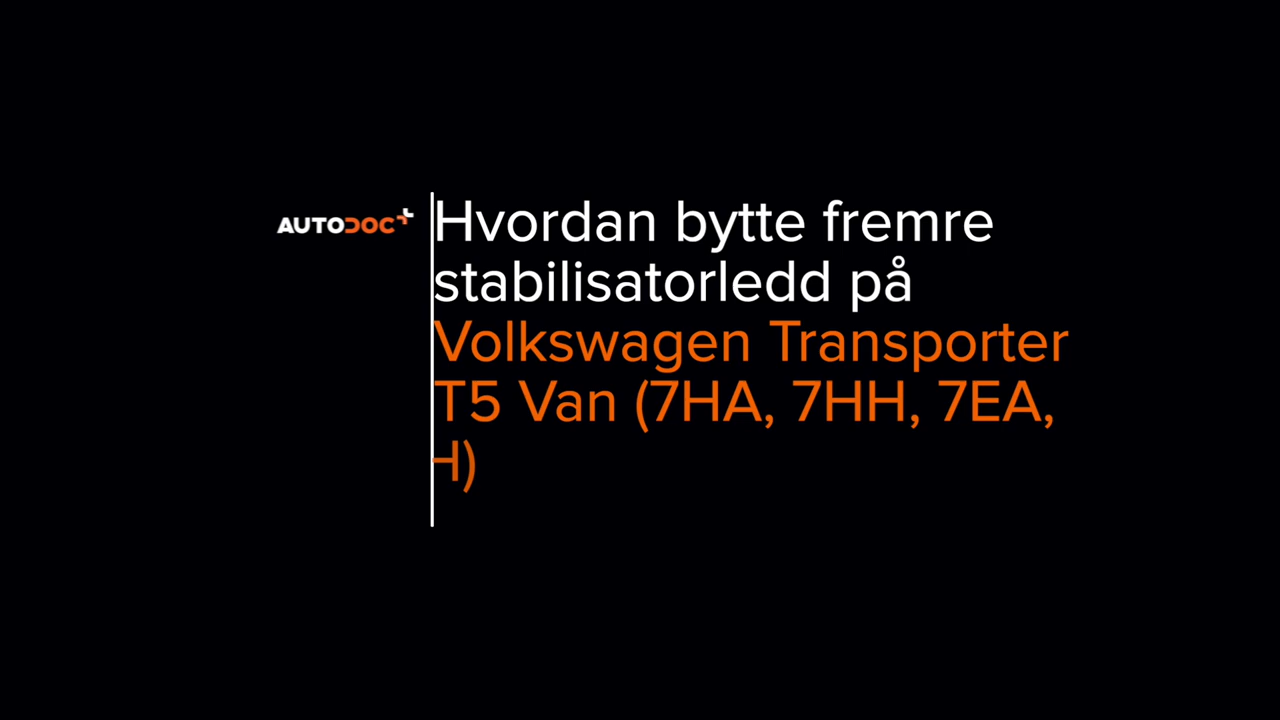 AUTODOC
Hvordan bytte fremre
stabilisatorledd på
Volkswagen Transporter
T5 Van (7HA, 7HH, 7EA,